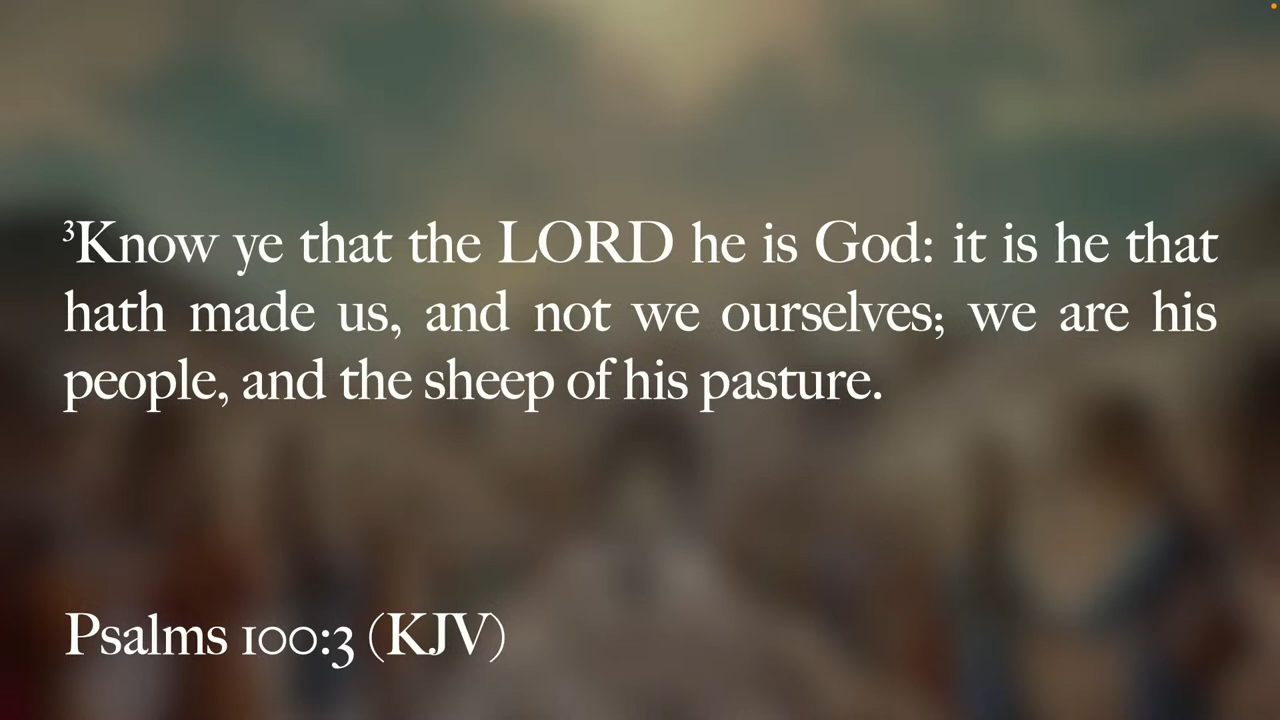 ³Know ye that the LORD he is God: it is he that
hath made us, and not we ourselves; we are his
people, and the sheep of his pasture.
Psalms 100:3 (KJV)